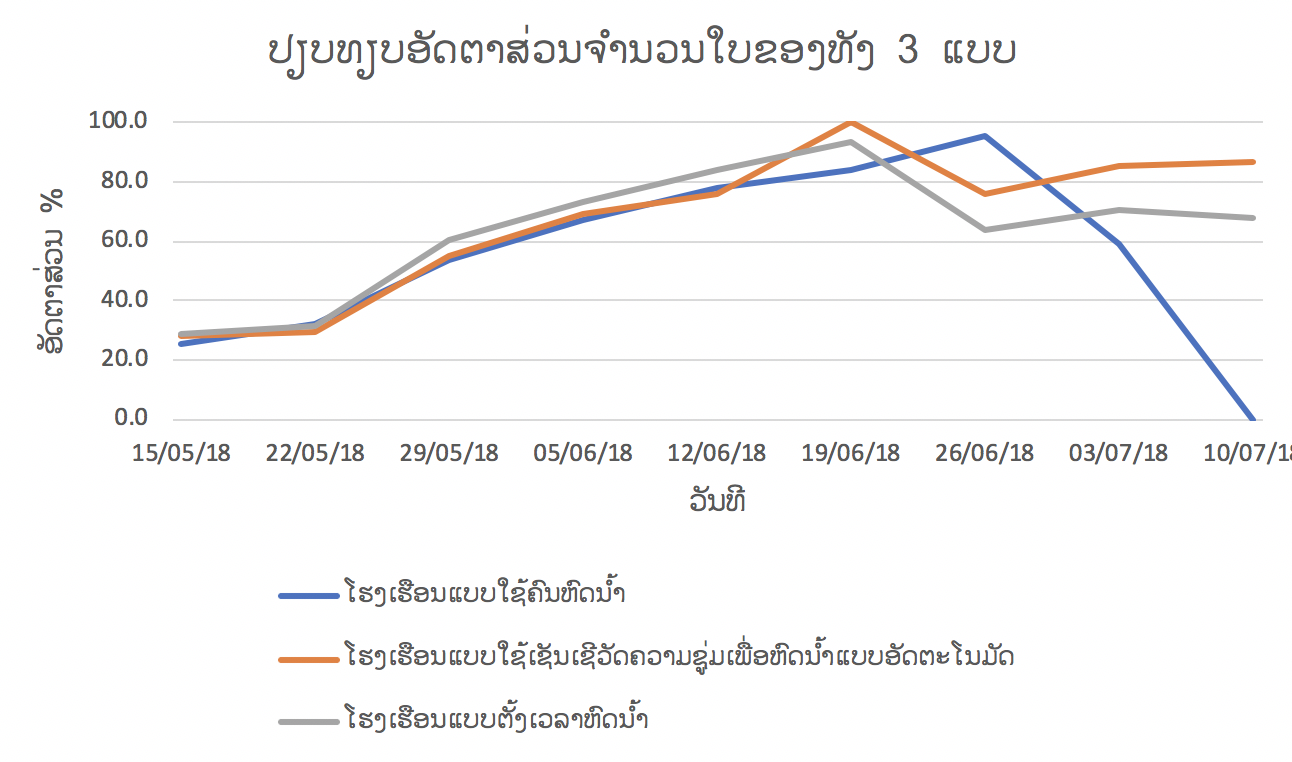 ປຽບທຽບອັດຕາສ່ວນຈຳນວນໃບຂອງທັງ 3 ແບບ
100.0
80.0
60.0
40.0
20.0
0.0
ອັດຕາສ່ວນ %
15/05/18 22/05/18 29/05/18 05/06/18 12/06/18 19/06/18 26/06/18 03/07/18 10/07/18
ວັນທີ
ໂຮງເຮືອນແບບໃຊ້ຄົນຫົດນ້ຳ
ໂຮງເຮືອນແບບໃຊ້ເຊັນເຊີວັດຄວາມຊູ່ມເພື່ອຫົດນ້ຳແບບອັດຕະໂນມັດ
ໂຮງເຮືອນແບບຕັ້ງເວລາຫົດນ້ຳ